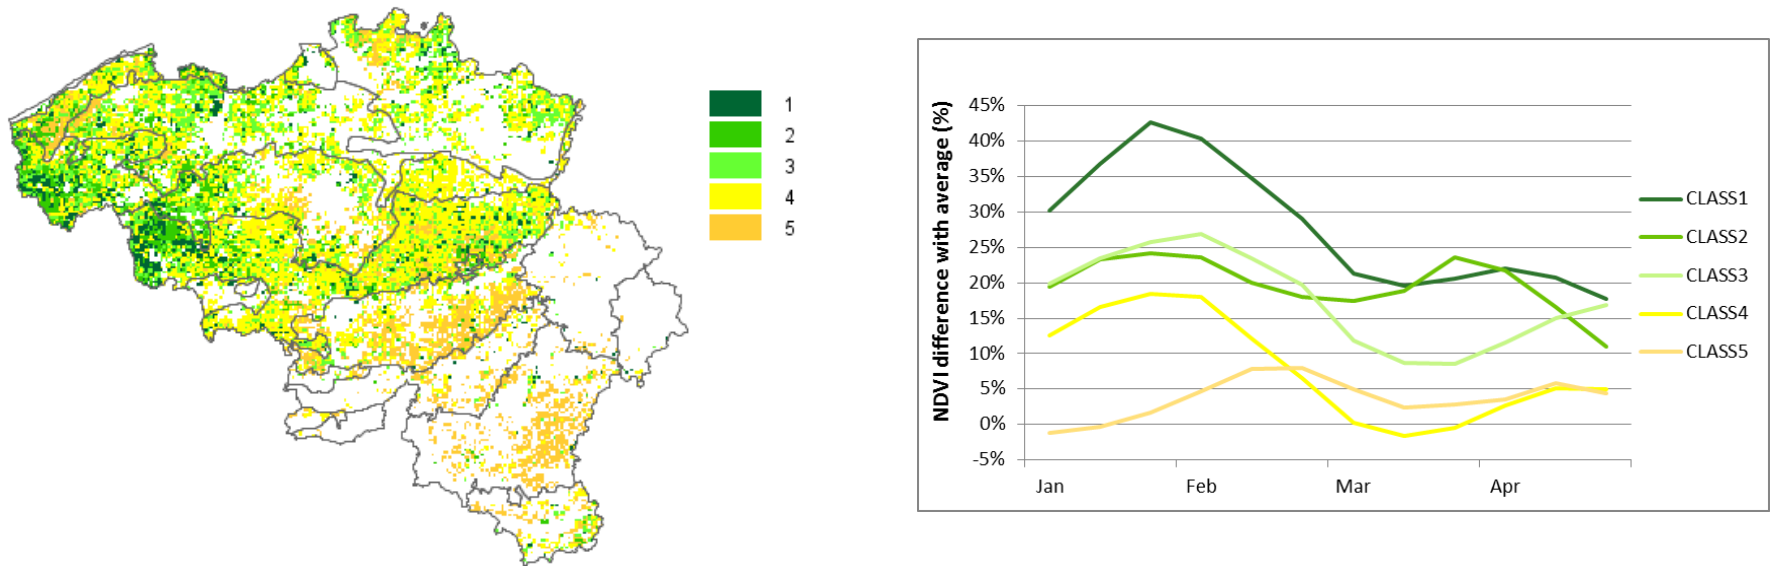 1
2
3
4
5
NDVI difference with average (%)
45%
40%
35%
30%
25%
20%
15%
10%
5%
0%
-5%
Jan Feb Mar Apr
CLASS1
CLASS2
CLASS3
CLASS4
CLASS5